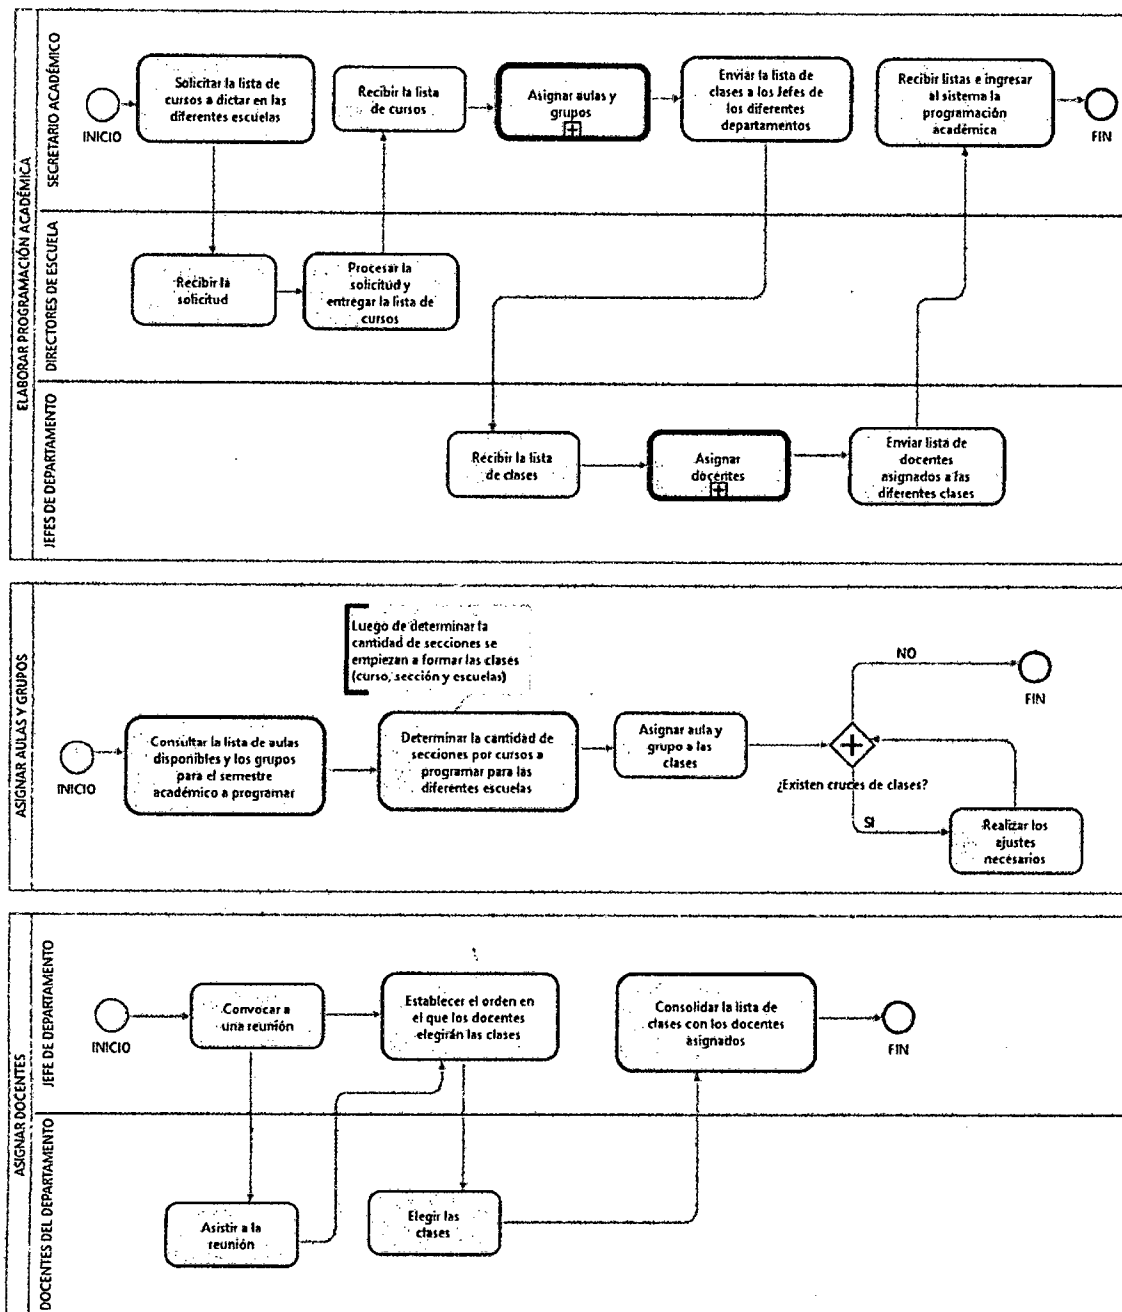 ELABORAR PROGRAMACIÓN ACADÉMICA
SECRETARIO ACADÉMICO
INICIO
Solicitar la lista de
cursos a dictar en las
diferentes escuelas
Recibir la lista
de cursos
Asignar aulas y
grupos
Enviar la lista de
clases a los Jefes de
los diferentes
departamentos
Recibir listas e ingresar
al sistema la
programación
académica
FIN
DIRECTORES DE ESCUELA
Recibir la
solicitud
Procesar la
solicitud y
entregar la lista de
cursos
JEFES DE DEPARTAMENTO
Recibir la lista
de clases
Asignar
docentes
Enviar lista de
docentes
asignados a las
diferentes clases
ASIGNAR AULAS Y GRUPOS
Luego de determinar la
cantidad de secciones se
empiezan a formar las clases
(curso, sección y escuelas)
INICIO
Consultar la lista de aulas
disponibles y los grupos
para el semestre
académico a programar
Determinar la cantidad de
secciones por cursos a
programar para las
diferentes escuelas
Asignar aula y
grupo a las
clases
¿Existen cruces de clases?
NO
FIN
SI
Realizar los
ajustes
necesarios
ASIGNAR DOCENTES
JEFE DE DEPARTAMENTO
INICIO
Convocar a
una reunión
Establecer el orden en
el que los docentes
elegirán las clases
Consolidar la lista de
clases con los docentes
asignados
FIN
DOCENTES DEL DEPARTAMENTO
Asistir a la
reunión
Elegir las
clases